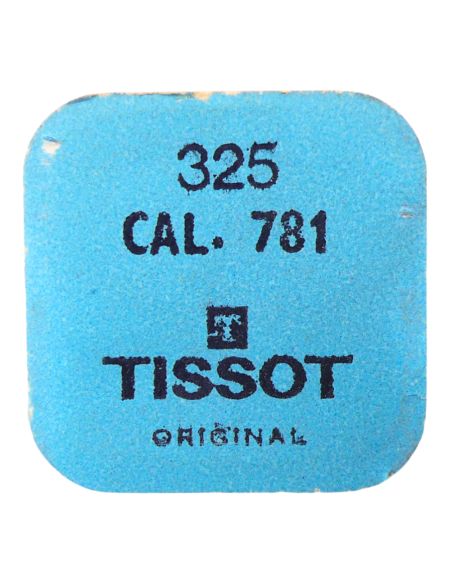 325
CAL. 781
T
TISSOT
ORIGINAL